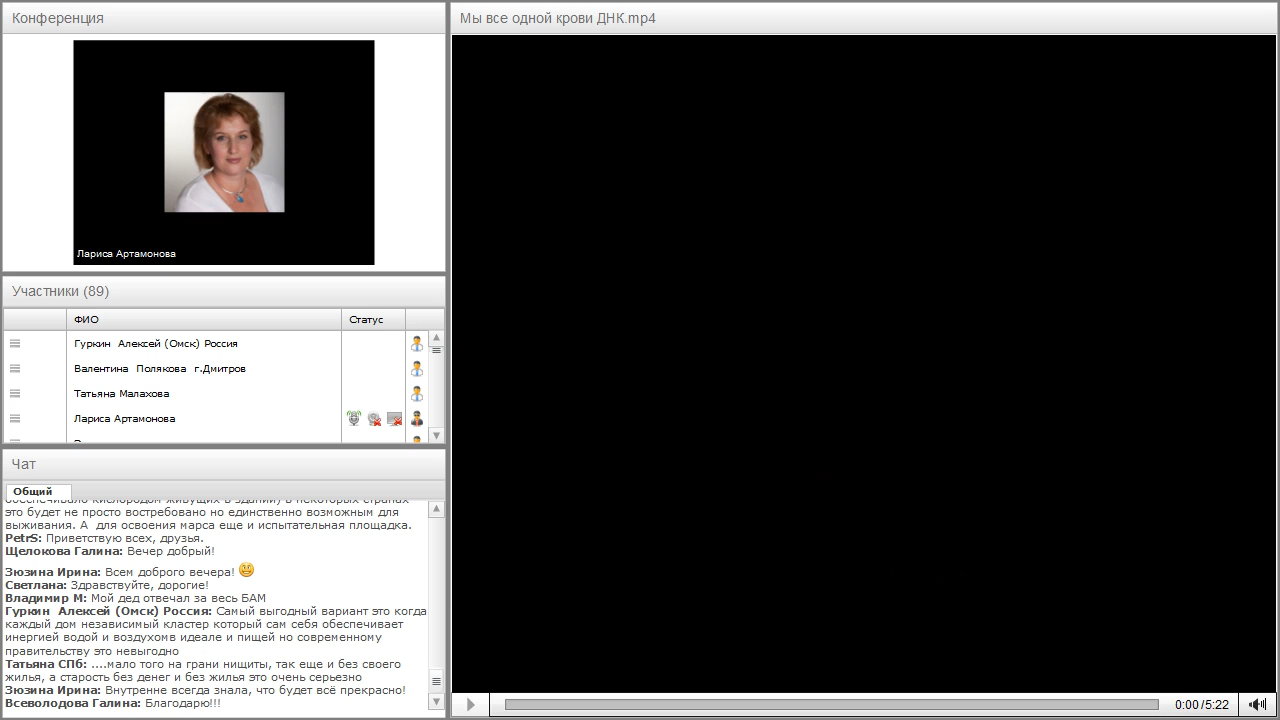 Конференция
Лариса Артамонова
Участники (89)
ФИО Статус
Гуркин Алексей (Омск) Россия
Валентина Полякова г.Дмитров
Татьяна Малахова
Лариса Артамонова
Чат
Общий
обеспечивало кислородом живущих в здании) в некоторых странах
это будет не просто востребовано но единственно возможным для
выживания. А для освоения марса еще и испытательная площадка.
PetrS: Приветствую всех, друзья.
Щелокова Галина: Вечер добрый!
Зюзина Ирина: Всем доброго вечера!
Светлана: Здравствуйте, дорогие!
Владимир М: Мой дед отвечал за весь БАМ
Гуркин Алексей (Омск) Россия: Самый выгодный вариант это когда
каждый дом независимый кластер который сам себя обеспечивает
инергией водой и воздухомв идеале и пищей но современному
правительству это невыгодно
Татьяна СПб: ....мало того на грани нищиты, так еще и без своего
жилья, а старость без денег и без жилья это очень серьезно
Зюзина Ирина: Внутренне всегда знала, что будет всё прекрасно!
Всеволодова Галина: Благодарю!!!
Мы все одной крови ДНК.mp4
0:00/5:22